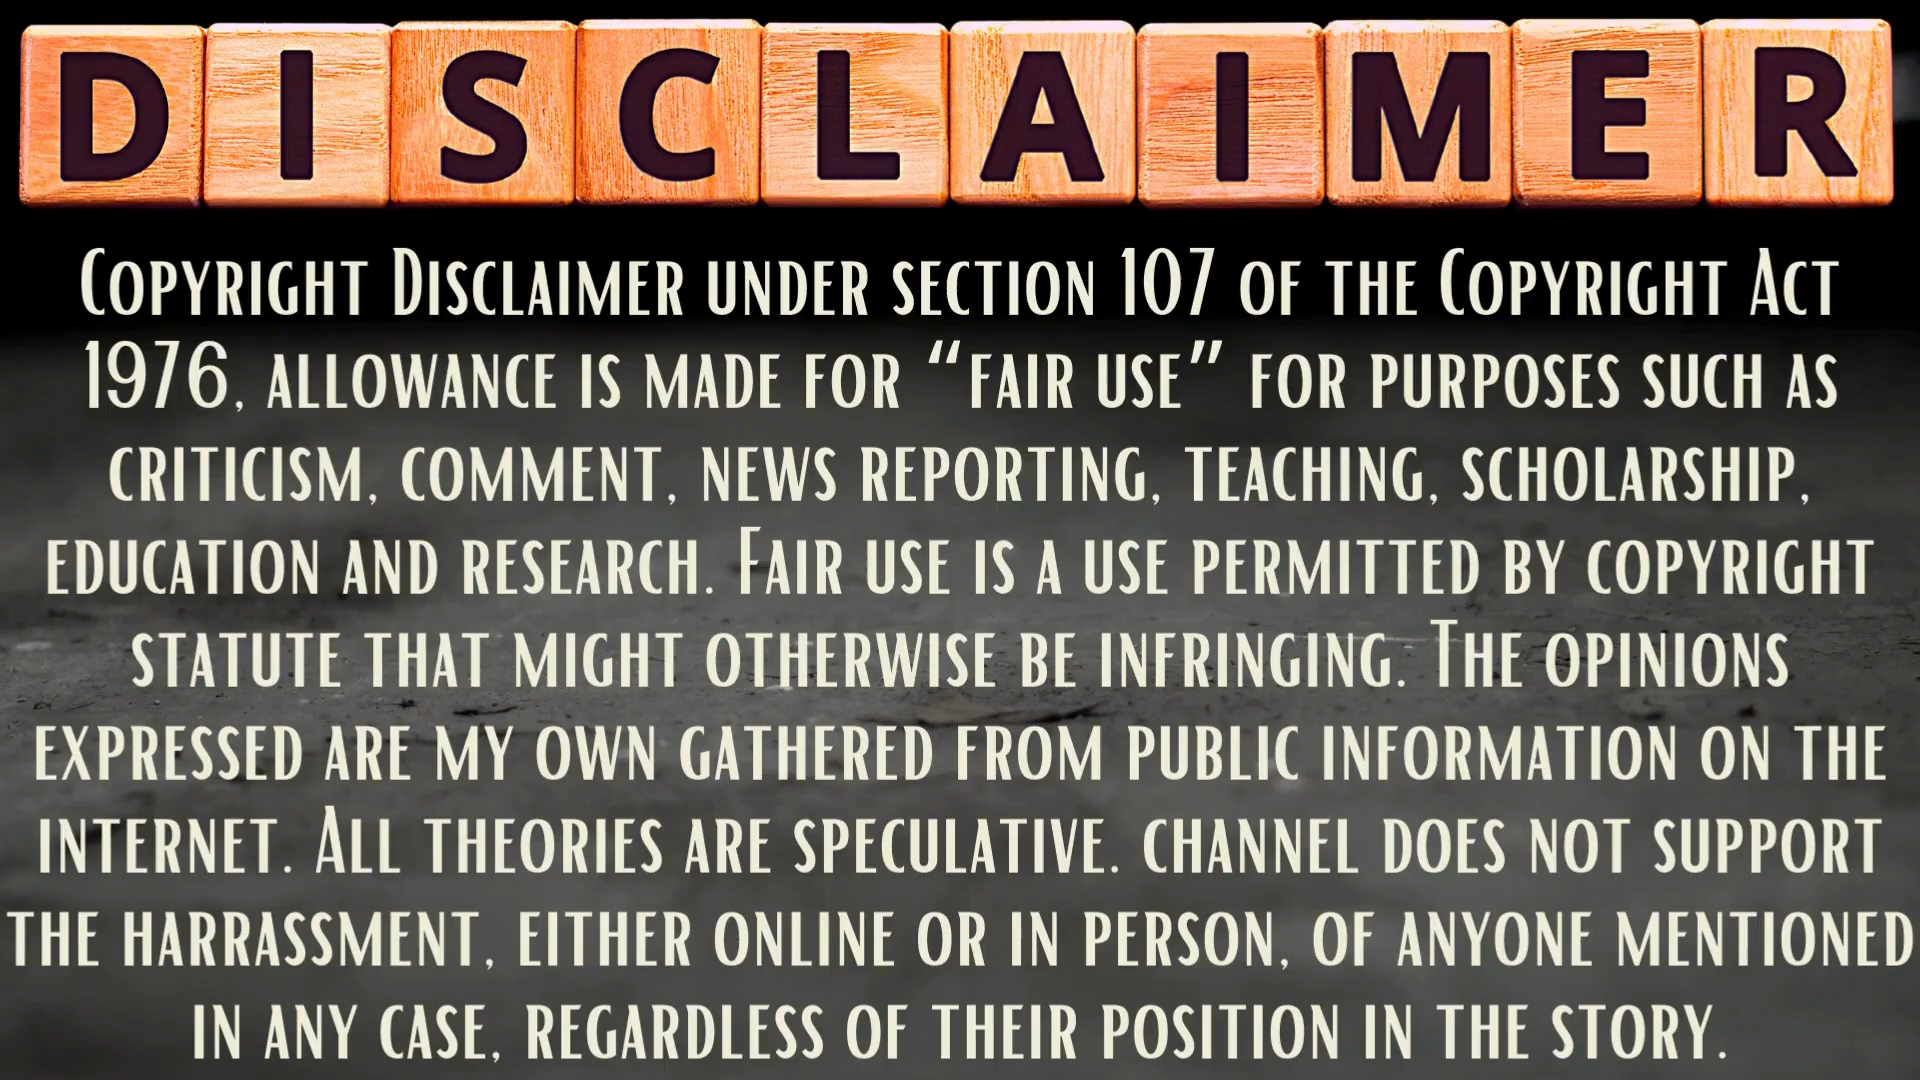 DISCLAIMER
Copyright Disclaimer under section 107 of the Copyright Act
1976, allowance is made for “fair use” for purposes such as
criticism, comment, news reporting, teaching, scholarship,
education and research. Fair use is a use permitted by copyright
statute that might otherwise be infringing. The opinions
expressed are my own gathered from public information on the
internet. All theories are speculative. channel does not support
the harrassment, either online or in person, of anyone mentioned
in any case, regardless of their position in the story.